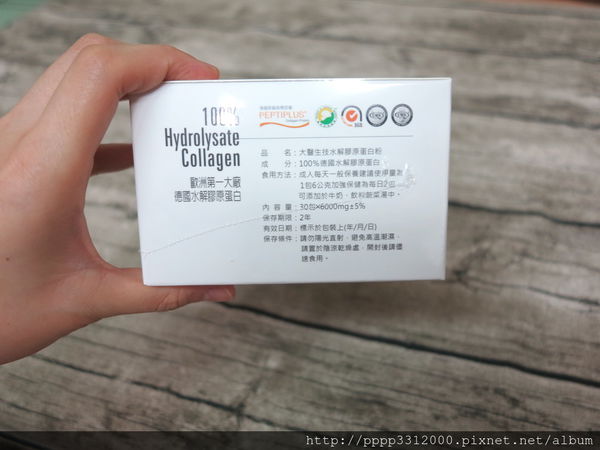 100%
Hydrolysate
Collagen
歐洲第一大廠
德國水解膠原蛋白
PEPTIPLUS
品 名：大醫生技水解膠原蛋白粉
成 分：100%德國水解膠原蛋白
食用方法：成人每天一般保養建議使用量為
1包6公克加強保健為每日2包
可添加於牛奶、飲料蔬菜湯中。
內 容 量：30包×6000mg±5%
保存期限：2年
有效日期：標示於包裝上(年/月/日)
保存條件：請勿陽光直射，避免高溫潮濕，
請置於陰涼乾燥處，開封後請儘
速食用。
http://pppp3312000.pixnet.net/album